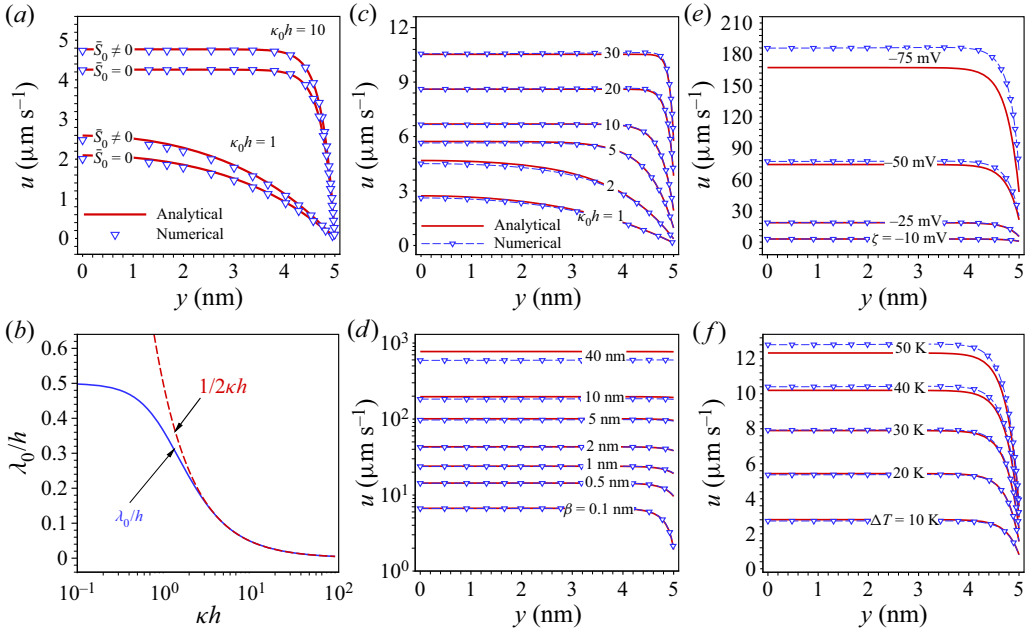 (a)
κ₀h = 10
S̄₀ ≠ 0
S̄₀ = 0
κ₀h = 1
S̄₀ ≠ 0
S̄₀ = 0
Analytical
Numerical
5
4
3
2
1
0
u (μm s⁻¹)
0 1 2 3 4 5
y (nm)
(c)
12
9
6
3
0
u (μm s⁻¹)
30
20
10
5
2
κ₀h = 1
Analytical
Numerical
0 1 2 3 4 5
y (nm)
(e)
210
180
150
120
90
60
30
0
u (μm s⁻¹)
–75 mV
–50 mV
–25 mV
ζ = –10 mV
0 1 2 3 4 5
y (nm)
(b)
0.6
0.5
0.4
0.3
0.2
0.1
0
λ₀/h
1/2κh
λ₀/h
10⁻¹ 10⁰ 10¹ 10²
κh
(d)
10³
10²
10¹
10⁰
u (μm s⁻¹)
40 nm
10 nm
5 nm
2 nm
1 nm
0.5 nm
β = 0.1 nm
0 1 2 3 4 5
y (nm)
(f)
12
10
8
6
4
2
0
u (μm s⁻¹)
50 K
40 K
30 K
20 K
ΔT = 10 K
0 1 2 3 4 5
y (nm)